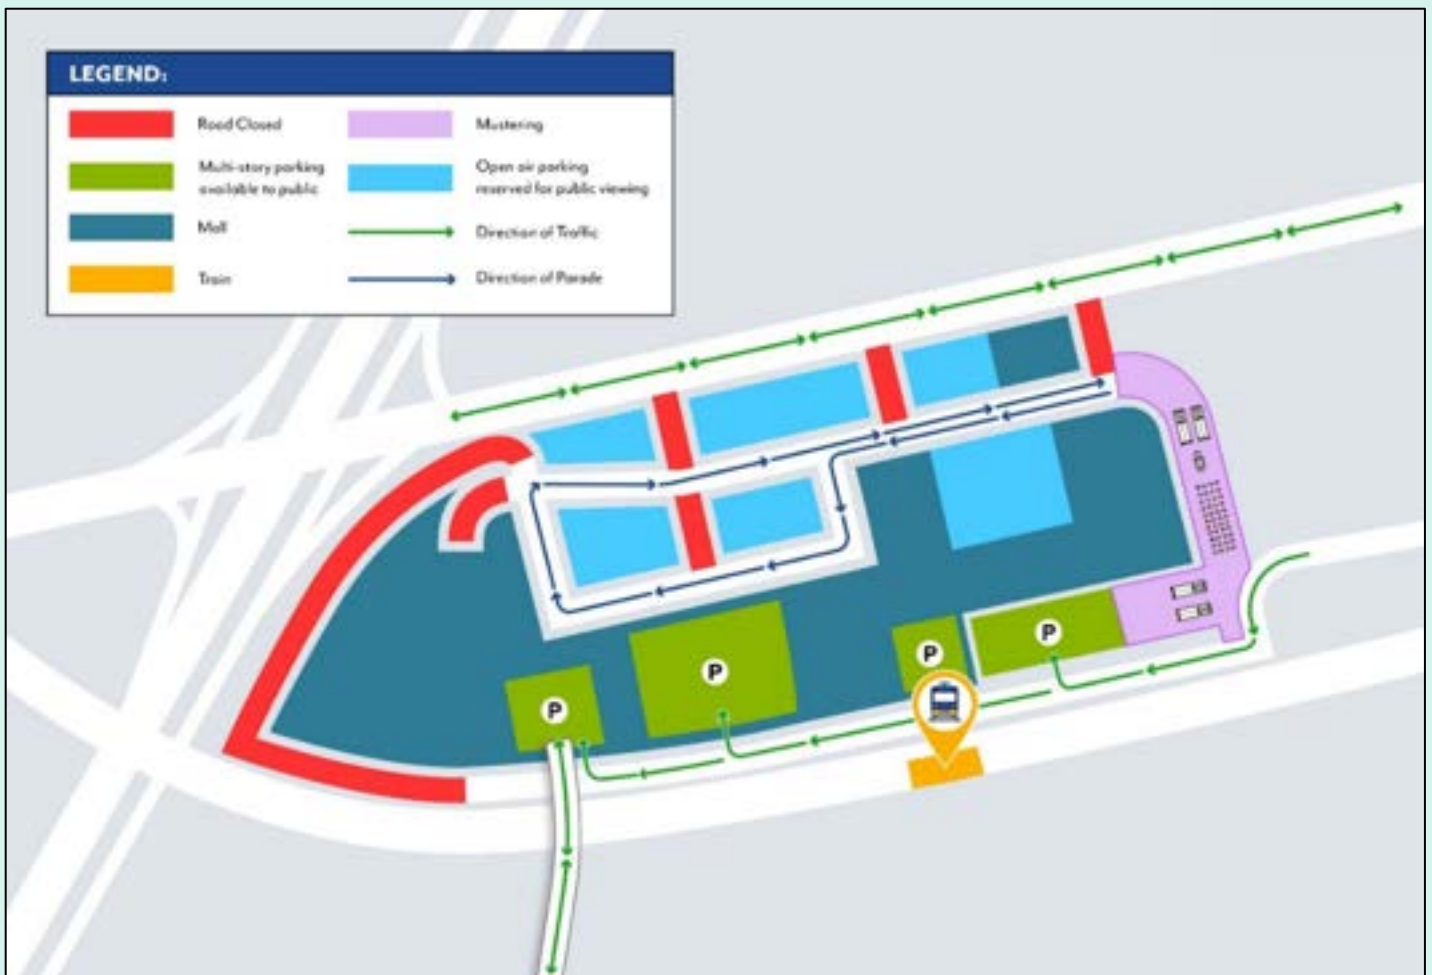 LEGEND:
Road Closed
Mustering
Multi-story parking
available to public
Open air parking
reserved for public viewing
Mall
Direction of Traffic
Train
Direction of Parade
P
P
P
P